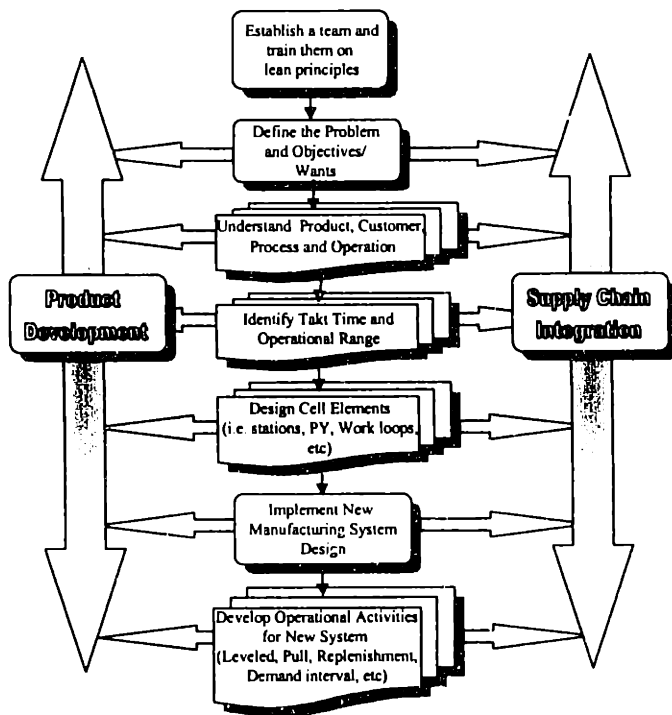 Establish a team and
train them on
lean principles
Define the Problem
and Objectives/
Wants
Understand Product, Customer,
Process and Operation
Product
Development
Identify Takt Time and
Operational Range
Supply Chain
Integration
Design Cell Elements
(i.e. stations, PY, Work loops,
etc)
Implement New
Manufacturing System
Design
Develop Operational Activities
for New System
(Leveled, Pull, Replenishment,
Demand interval, etc)